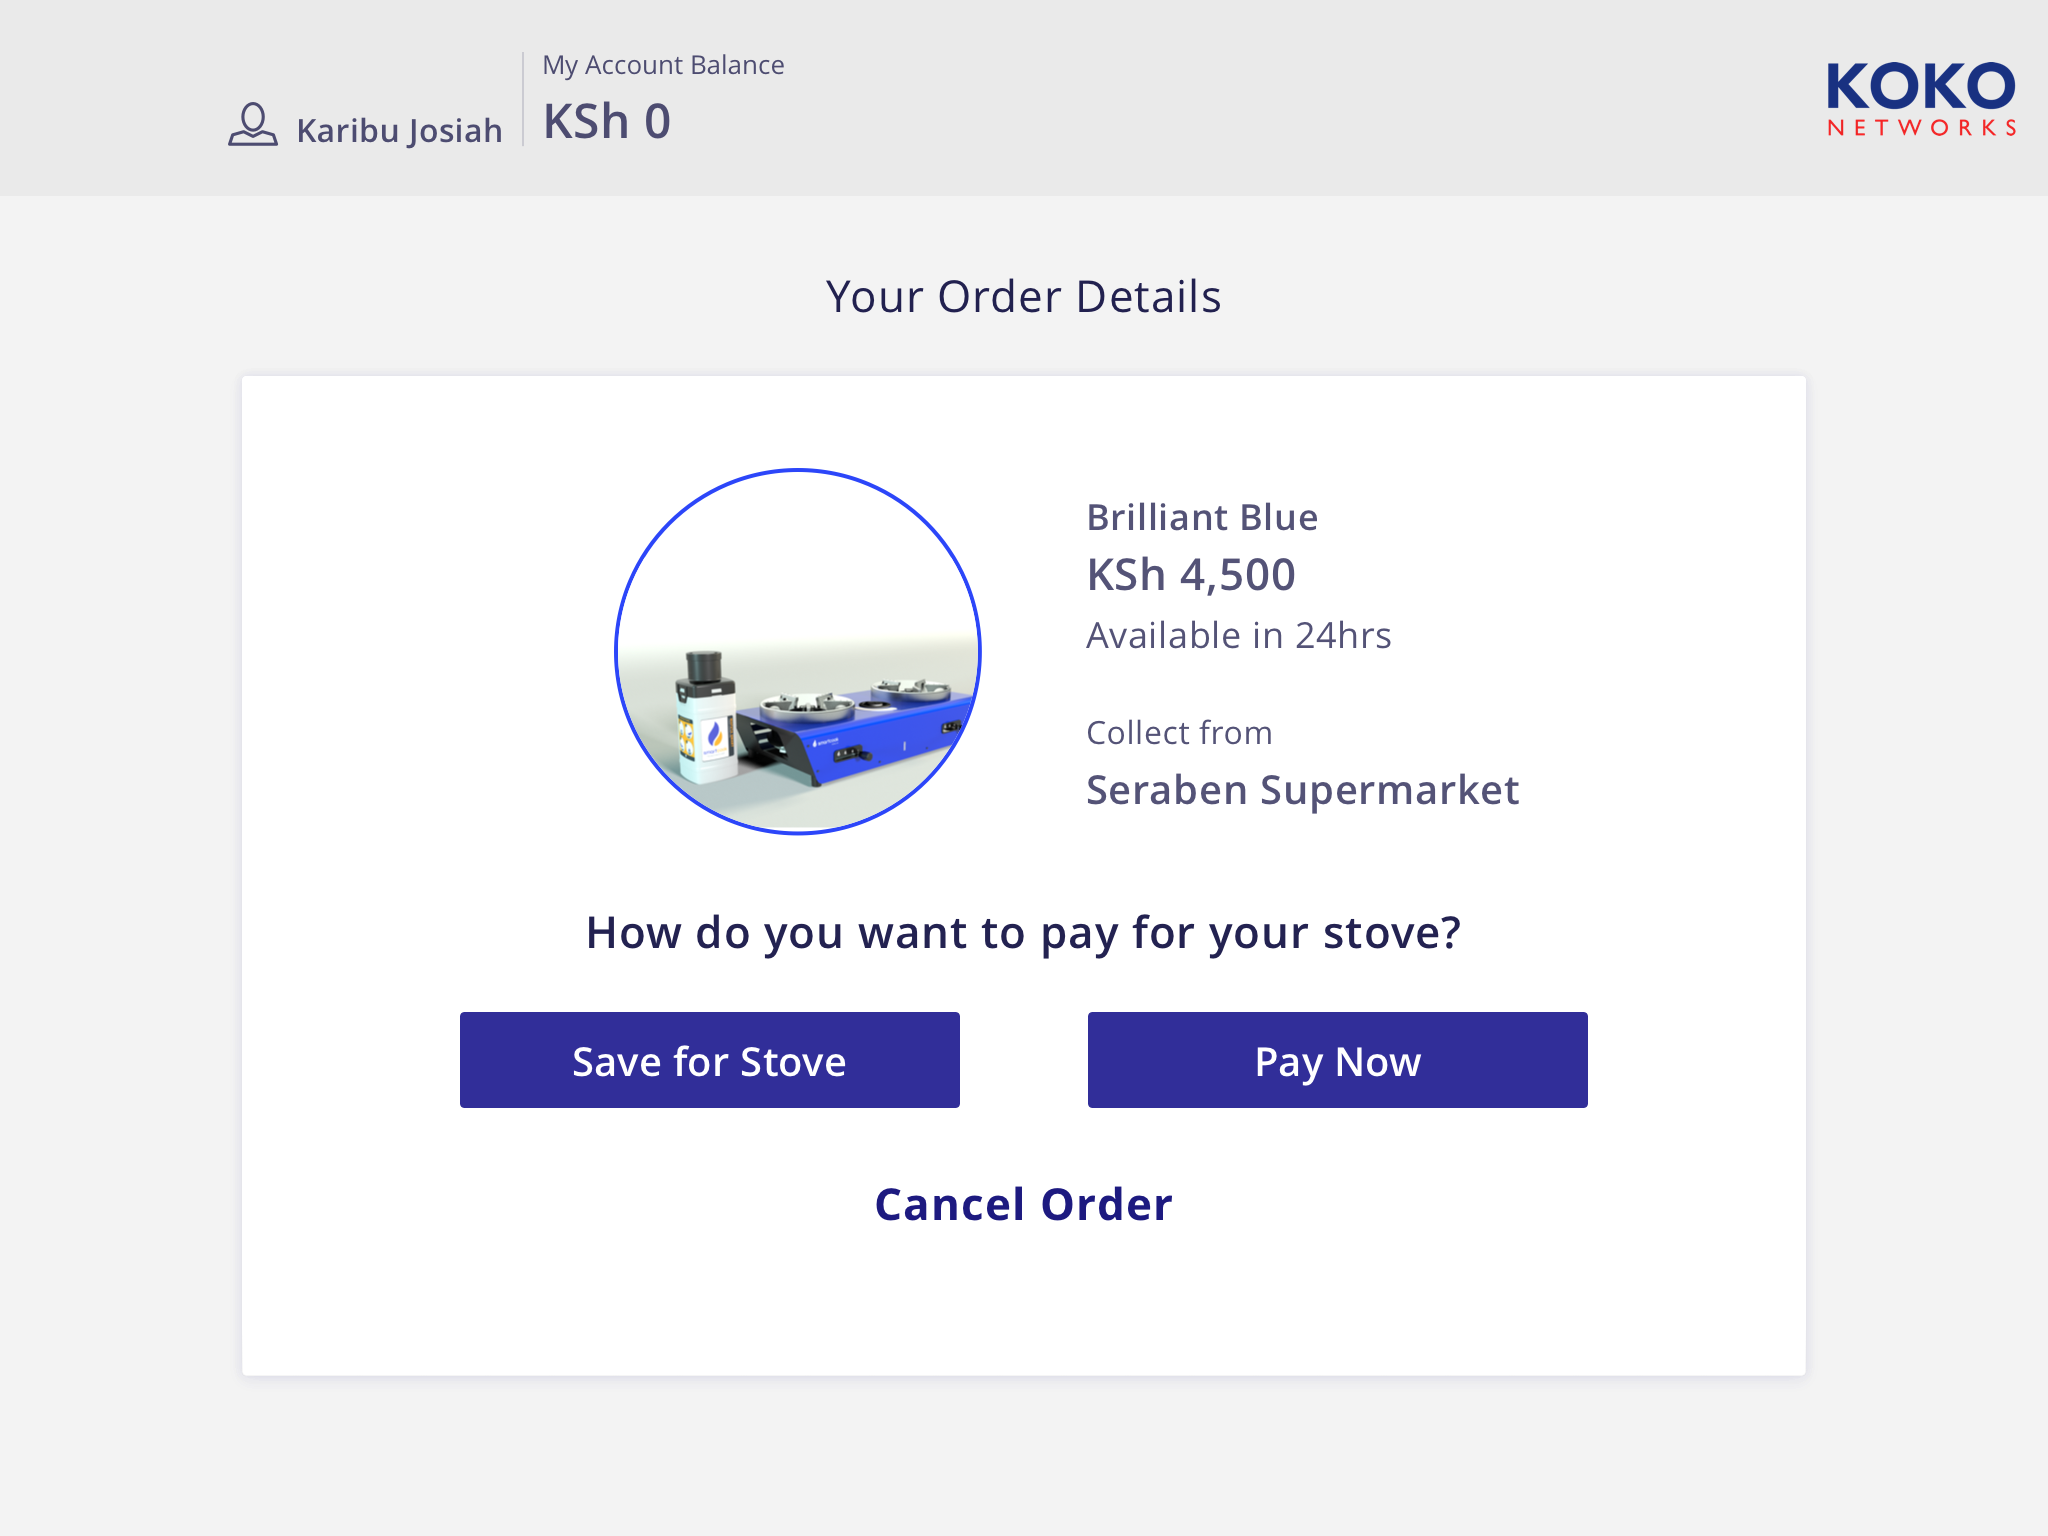 My Account Balance
Karibu Josiah
KSh 0
KOKO
NETWORKS
Your Order Details
Brilliant Blue
KSh 4,500
Available in 24hrs
Collect from
Seraben Supermarket
How do you want to pay for your stove?
Save for Stove
Pay Now
Cancel Order